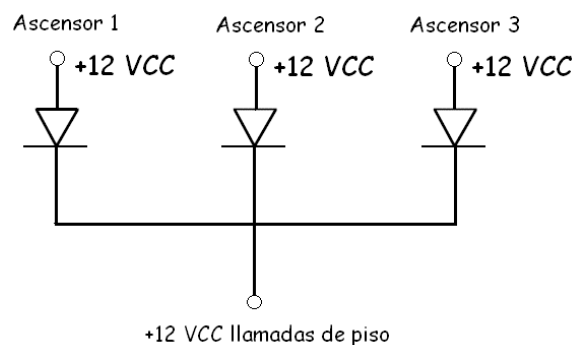 Ascensor 1
Ascensor 2
Ascensor 3
+12 VCC
+12 VCC
+12 VCC
+12 VCC llamadas de piso